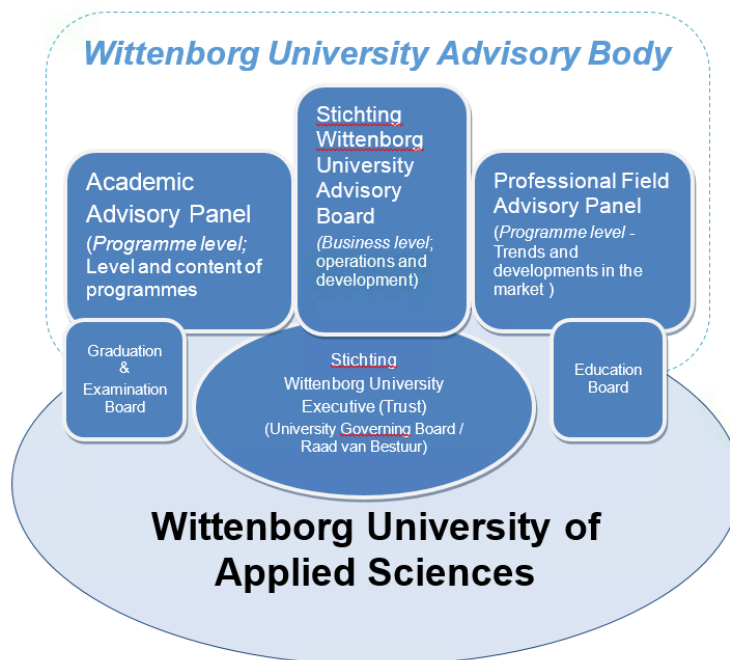 Wittenborg University Advisory Body
Academic
Advisory Panel
(Programme level;
Level and content of
programmes
Stichting
Wittenborg
University
Advisory
Board
(Business level;
operations and
development)
Professional Field
Advisory Panel
(Programme level -
Trends and
developments in the
market )
Graduation
&
Examination
Board
Stichting
Wittenborg University
Executive (Trust)
(University Governing Board /
Raad van Bestuur)
Education
Board
Wittenborg University of
Applied Sciences